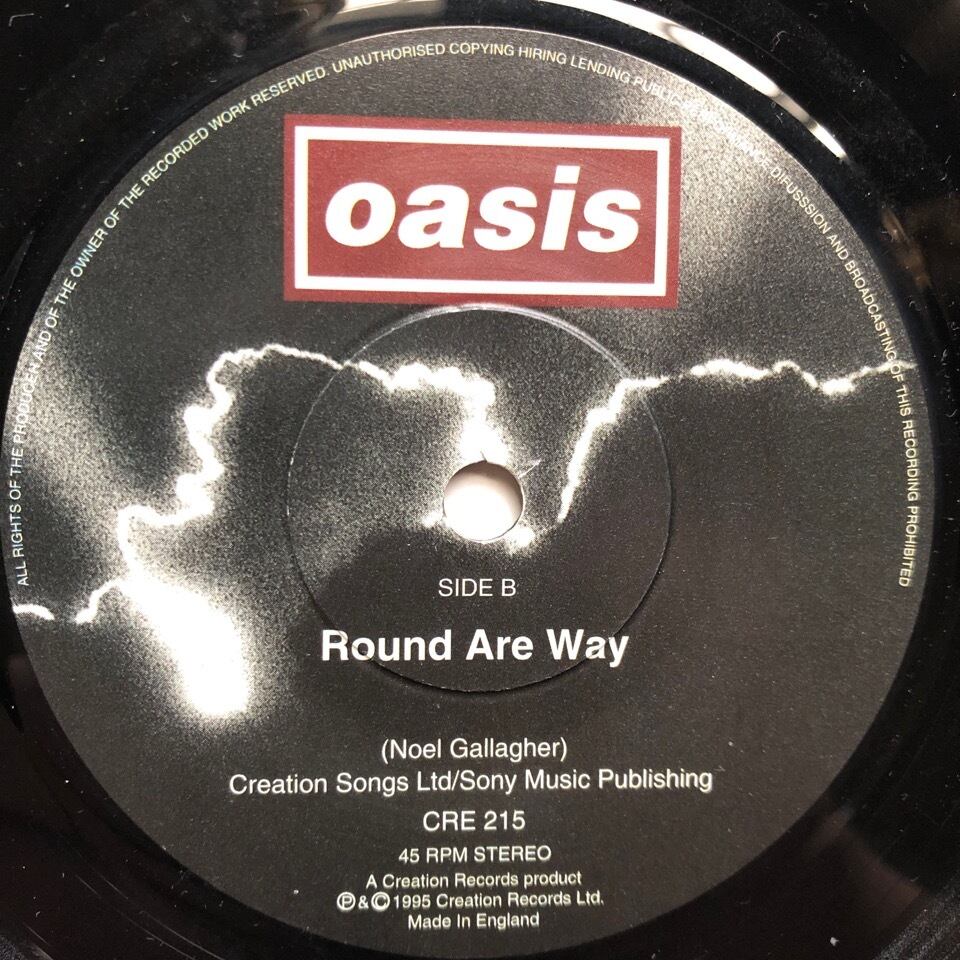 ALL RIGHTS OF THE PRODUCER AND OF THE OWNER OF THE RECORDED WORK RESERVED. UNAUTHORISED COPYING HIRING LENDING PUBLIC DIFUSSSION AND BROADCASTING OF THIS RECORDING PROHIBITED
oasis
SIDE B
Round Are Way
(Noel Gallagher)
Creation Songs Ltd/Sony Music Publishing
CRE 215
45 RPM STEREO
A Creation Records product
℗&©1995 Creation Records Ltd.
Made In England